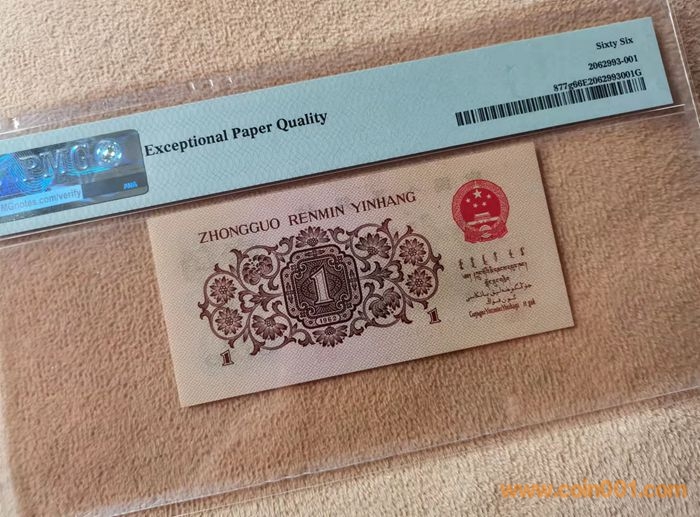 Sixty Six
2062993-001
877g66E2062993001G
Exceptional Paper Quality
PMG
PMGnotes.com/verify
ZHONGGUO RENMIN YINHANG
1
1962
1
1
www.coin001.com